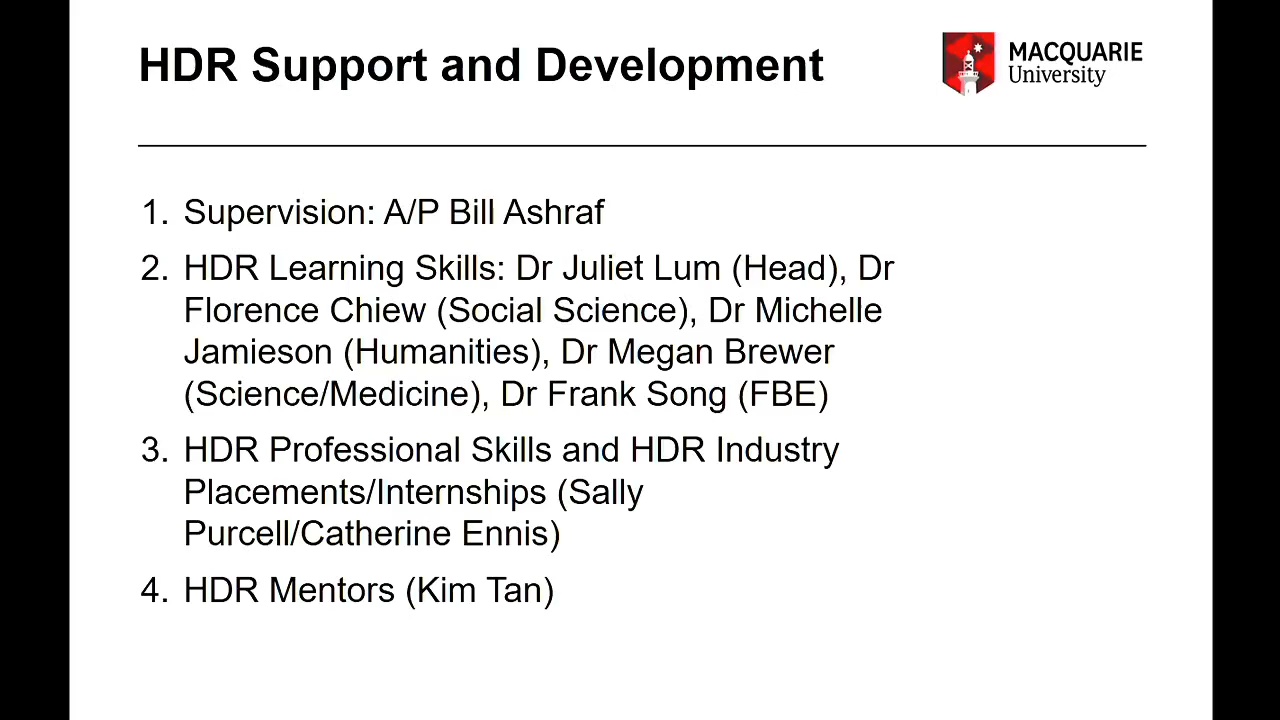 HDR Support and Development
MACQUARIE
University
1. Supervision: A/P Bill Ashraf
2. HDR Learning Skills: Dr Juliet Lum (Head), Dr
Florence Chiew (Social Science), Dr Michelle
Jamieson (Humanities), Dr Megan Brewer
(Science/Medicine), Dr Frank Song (FBE)
3. HDR Professional Skills and HDR Industry
Placements/Internships (Sally
Purcell/Catherine Ennis)
4. HDR Mentors (Kim Tan)